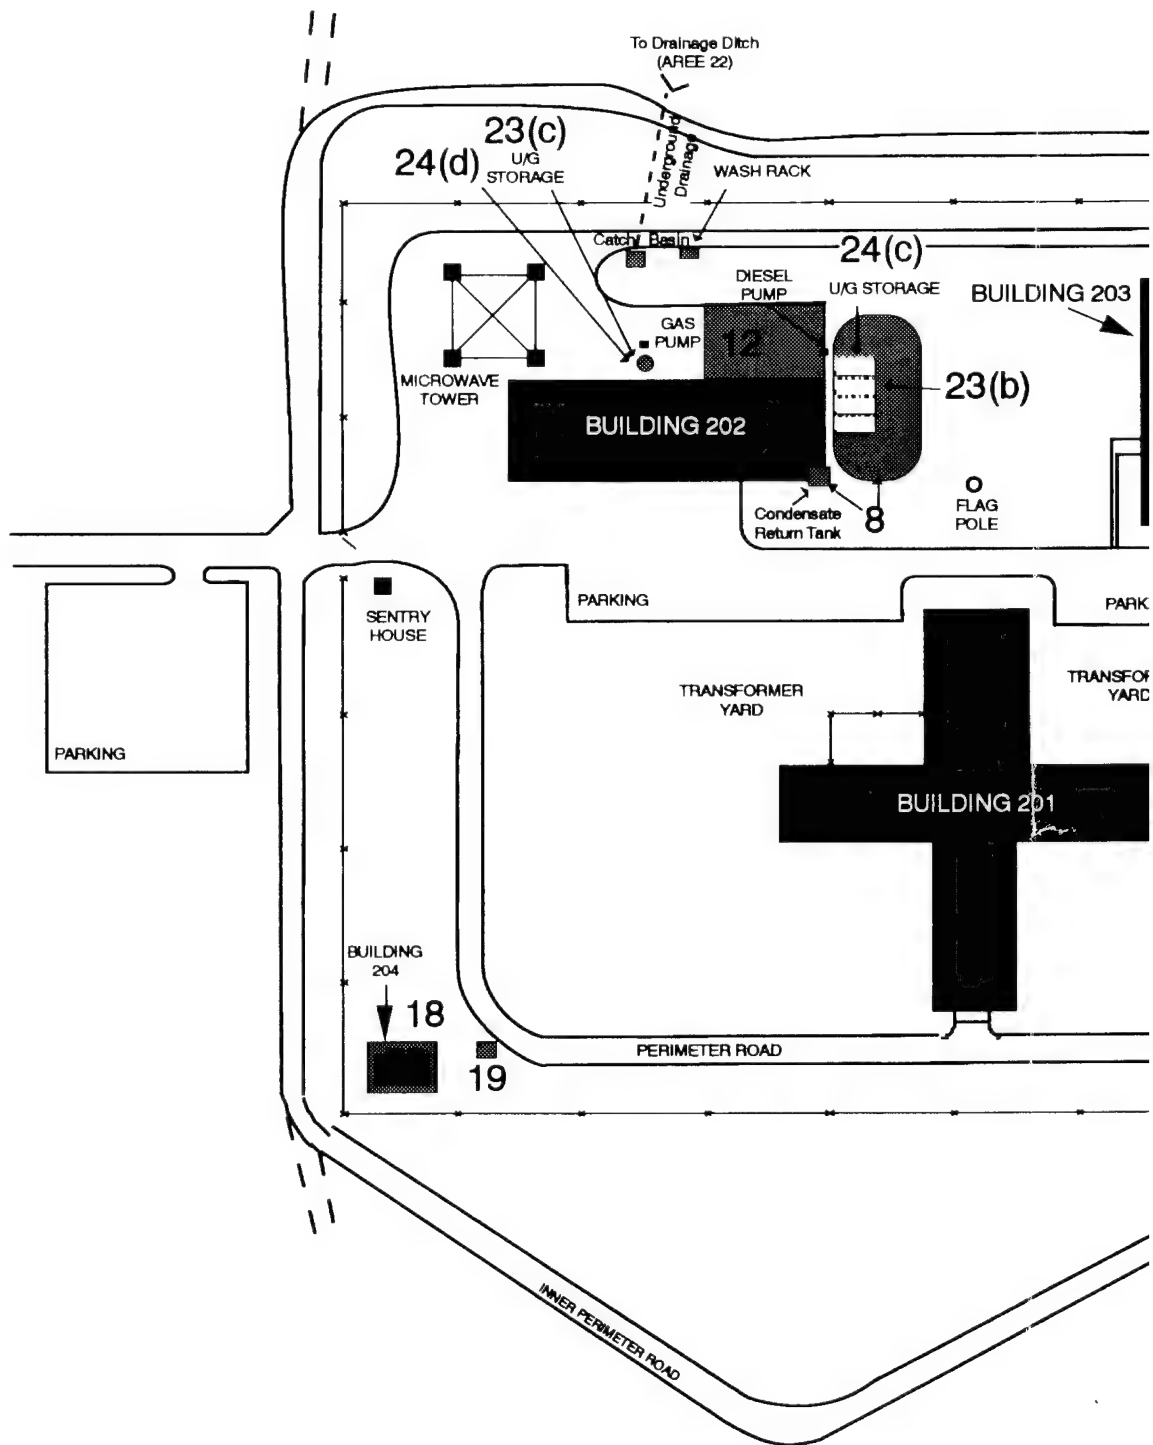 To Drainage Ditch
(AREE 22)
23(c)
U/G
STORAGE
24(d)
Underground
Drainage
WASH RACK
Catch Basin
24(c)
U/G STORAGE
DIESEL
PUMP
BUILDING 203
GAS
PUMP
12
MICROWAVE
TOWER
23(b)
BUILDING 202
Condensate
Return Tank
8
FLAG
POLE
SENTRY
HOUSE
PARKING
PARK
TRANSFORMER
YARD
TRANSFOR
YARD
PARKING
BUILDING 201
BUILDING
204
18
19
PERIMETER ROAD
INNER PERIMETER ROAD